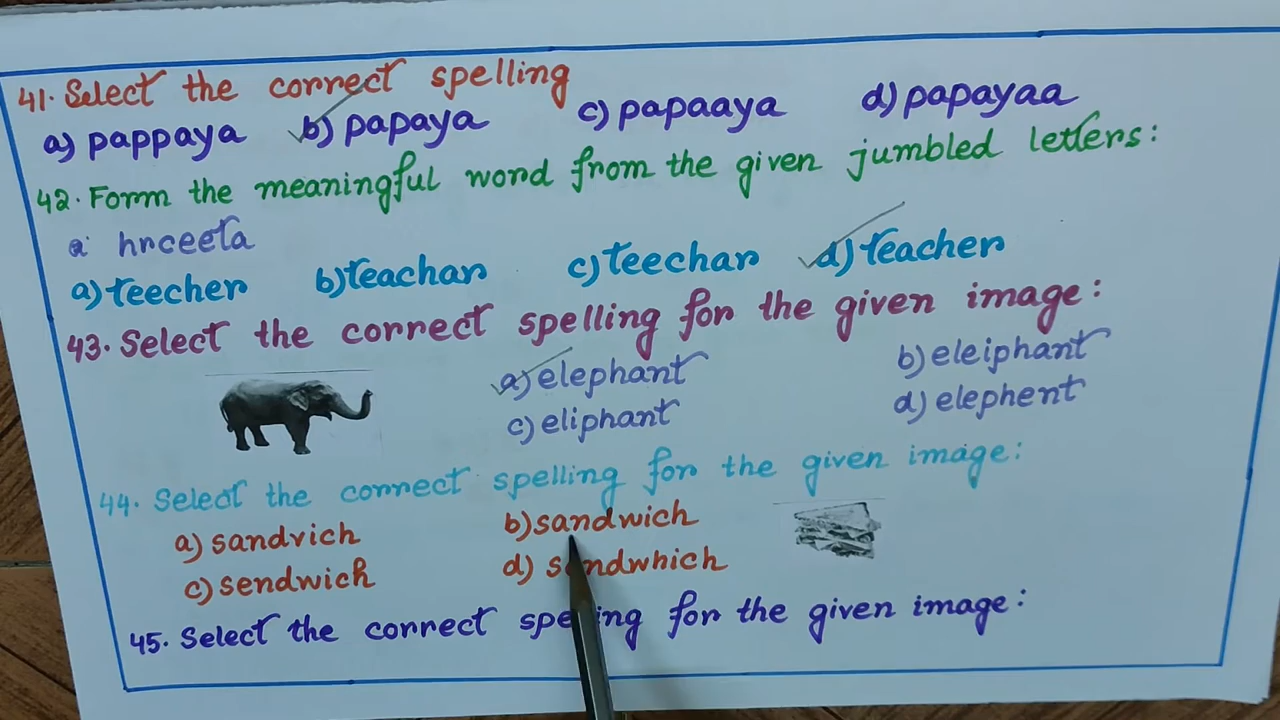 41. Select the correct spelling
a) pappaya b) papaya c) papaaya d) papayaa
42. Form the meaningful word from the given jumbled letters:
hrceeta
a) teecher b) teachar c) teechar d) teacher
43. Select the correct spelling for the given image:
a) elephant b) eleiphant
c) eliphant d) elephent
44. Select the correct spelling for the given image:
a) sandvich b) sandwich
c) sendwich d) sandwhich
45. Select the correct spelling for the given image: